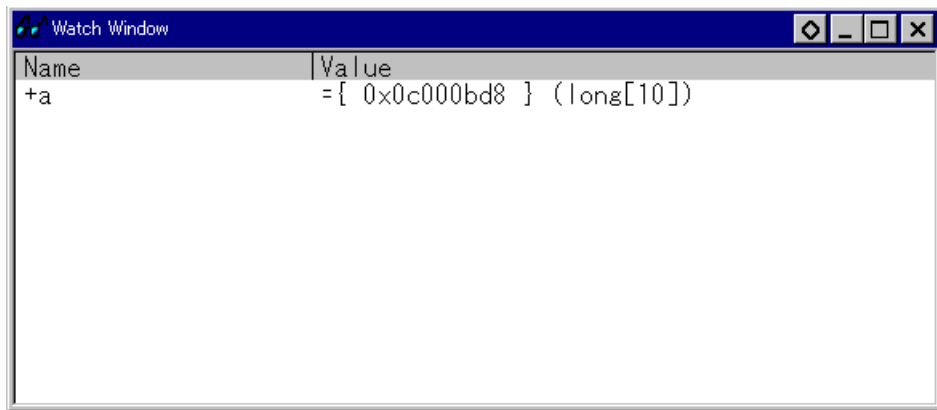 Watch Window
Name Value
+a ={ 0x0c000bd8 } (long[10])